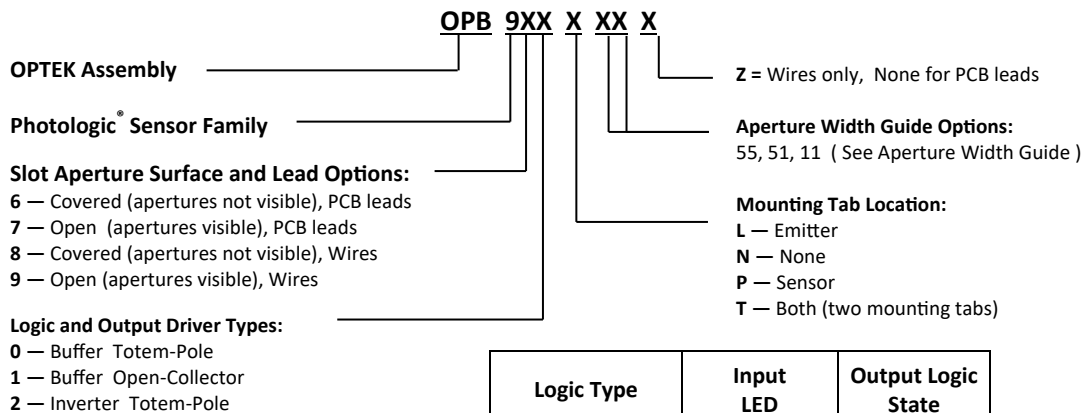 OPB 9XX X XX X
OPTEK Assembly
Photologic® Sensor Family
Slot Aperture Surface and Lead Options:
6 — Covered (apertures not visible), PCB leads
7 — Open (apertures visible), PCB leads
8 — Covered (apertures not visible), Wires
9 — Open (apertures visible), Wires
Logic and Output Driver Types:
0 — Buffer Totem-Pole
1 — Buffer Open-Collector
2 — Inverter Totem-Pole
Z = Wires only, None for PCB leads
Aperture Width Guide Options:
55, 51, 11 ( See Aperture Width Guide )
Mounting Tab Location:
L — Emitter
N — None
P — Sensor
T — Both (two mounting tabs)
Logic Type
Input LED
Output Logic State